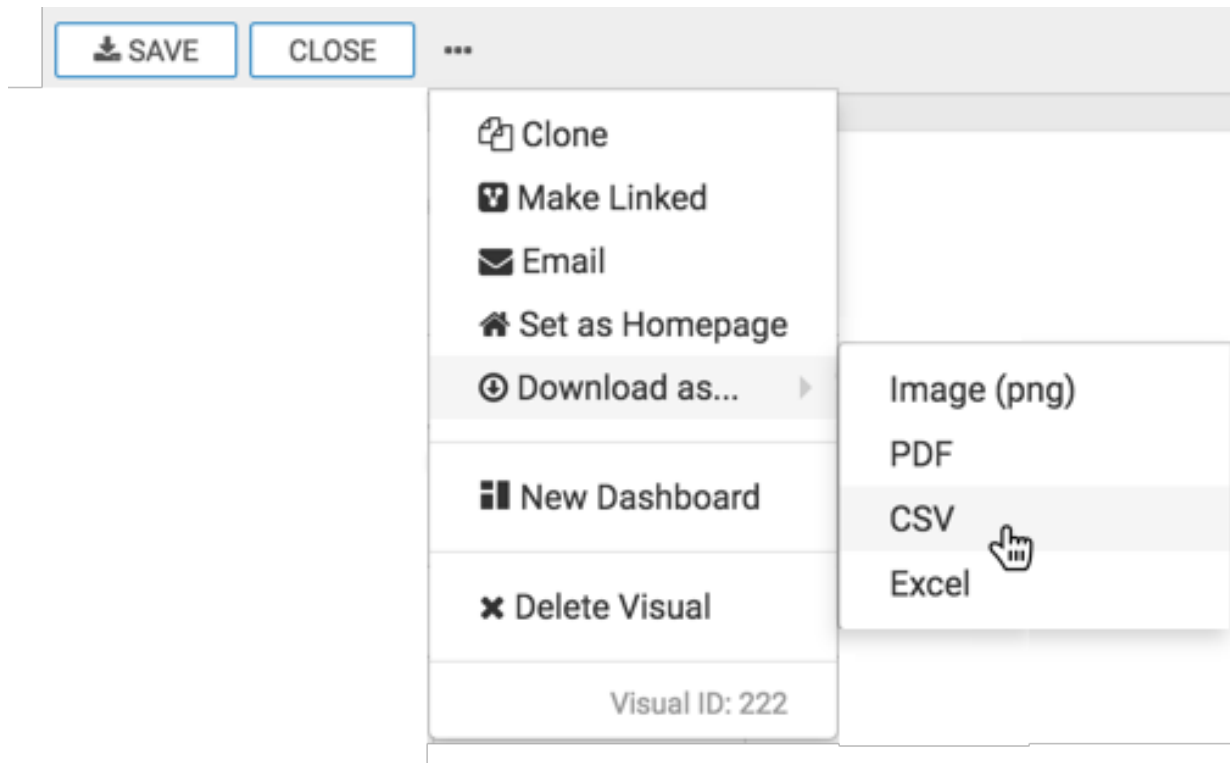 SAVE CLOSE ...
Clone
Make Linked
Email
Set as Homepage
Download as...
Image (png)
PDF
CSV
Excel
New Dashboard
Delete Visual
Visual ID: 222